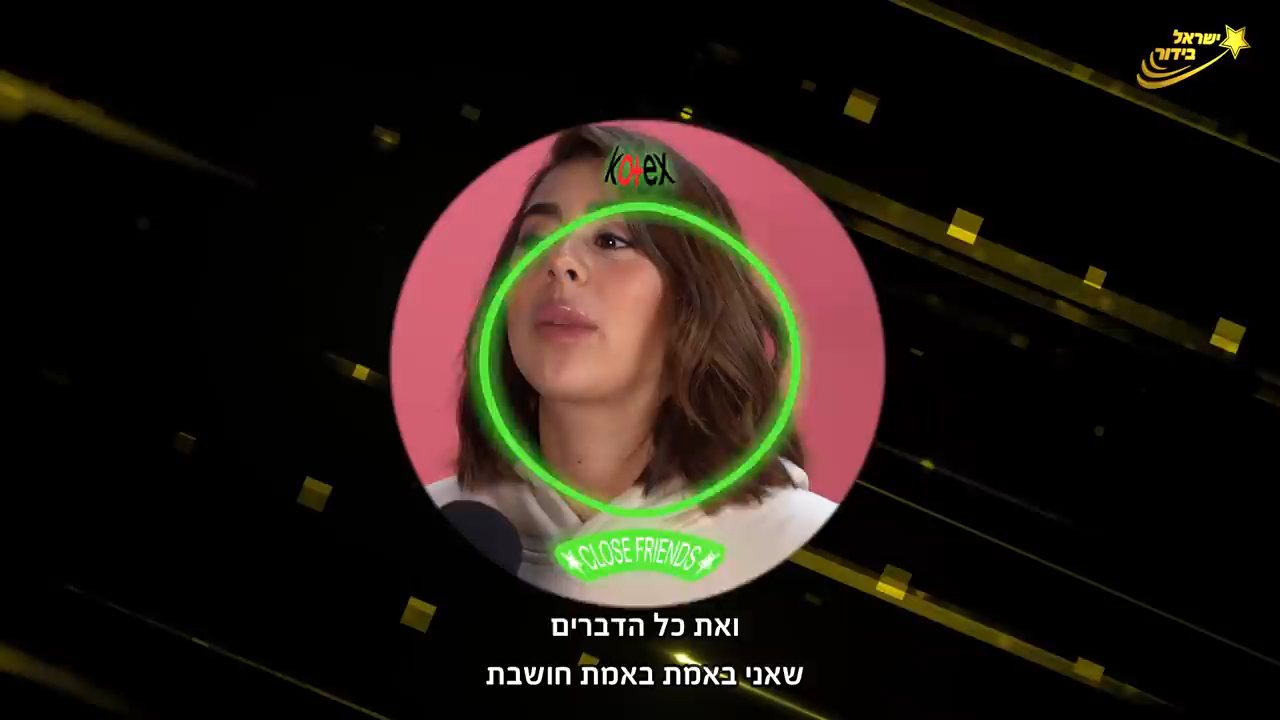 ישראל
בידור
kotex
CLOSE FRIENDS
ואת כל הדברים
שאני באמת באמת חושבת